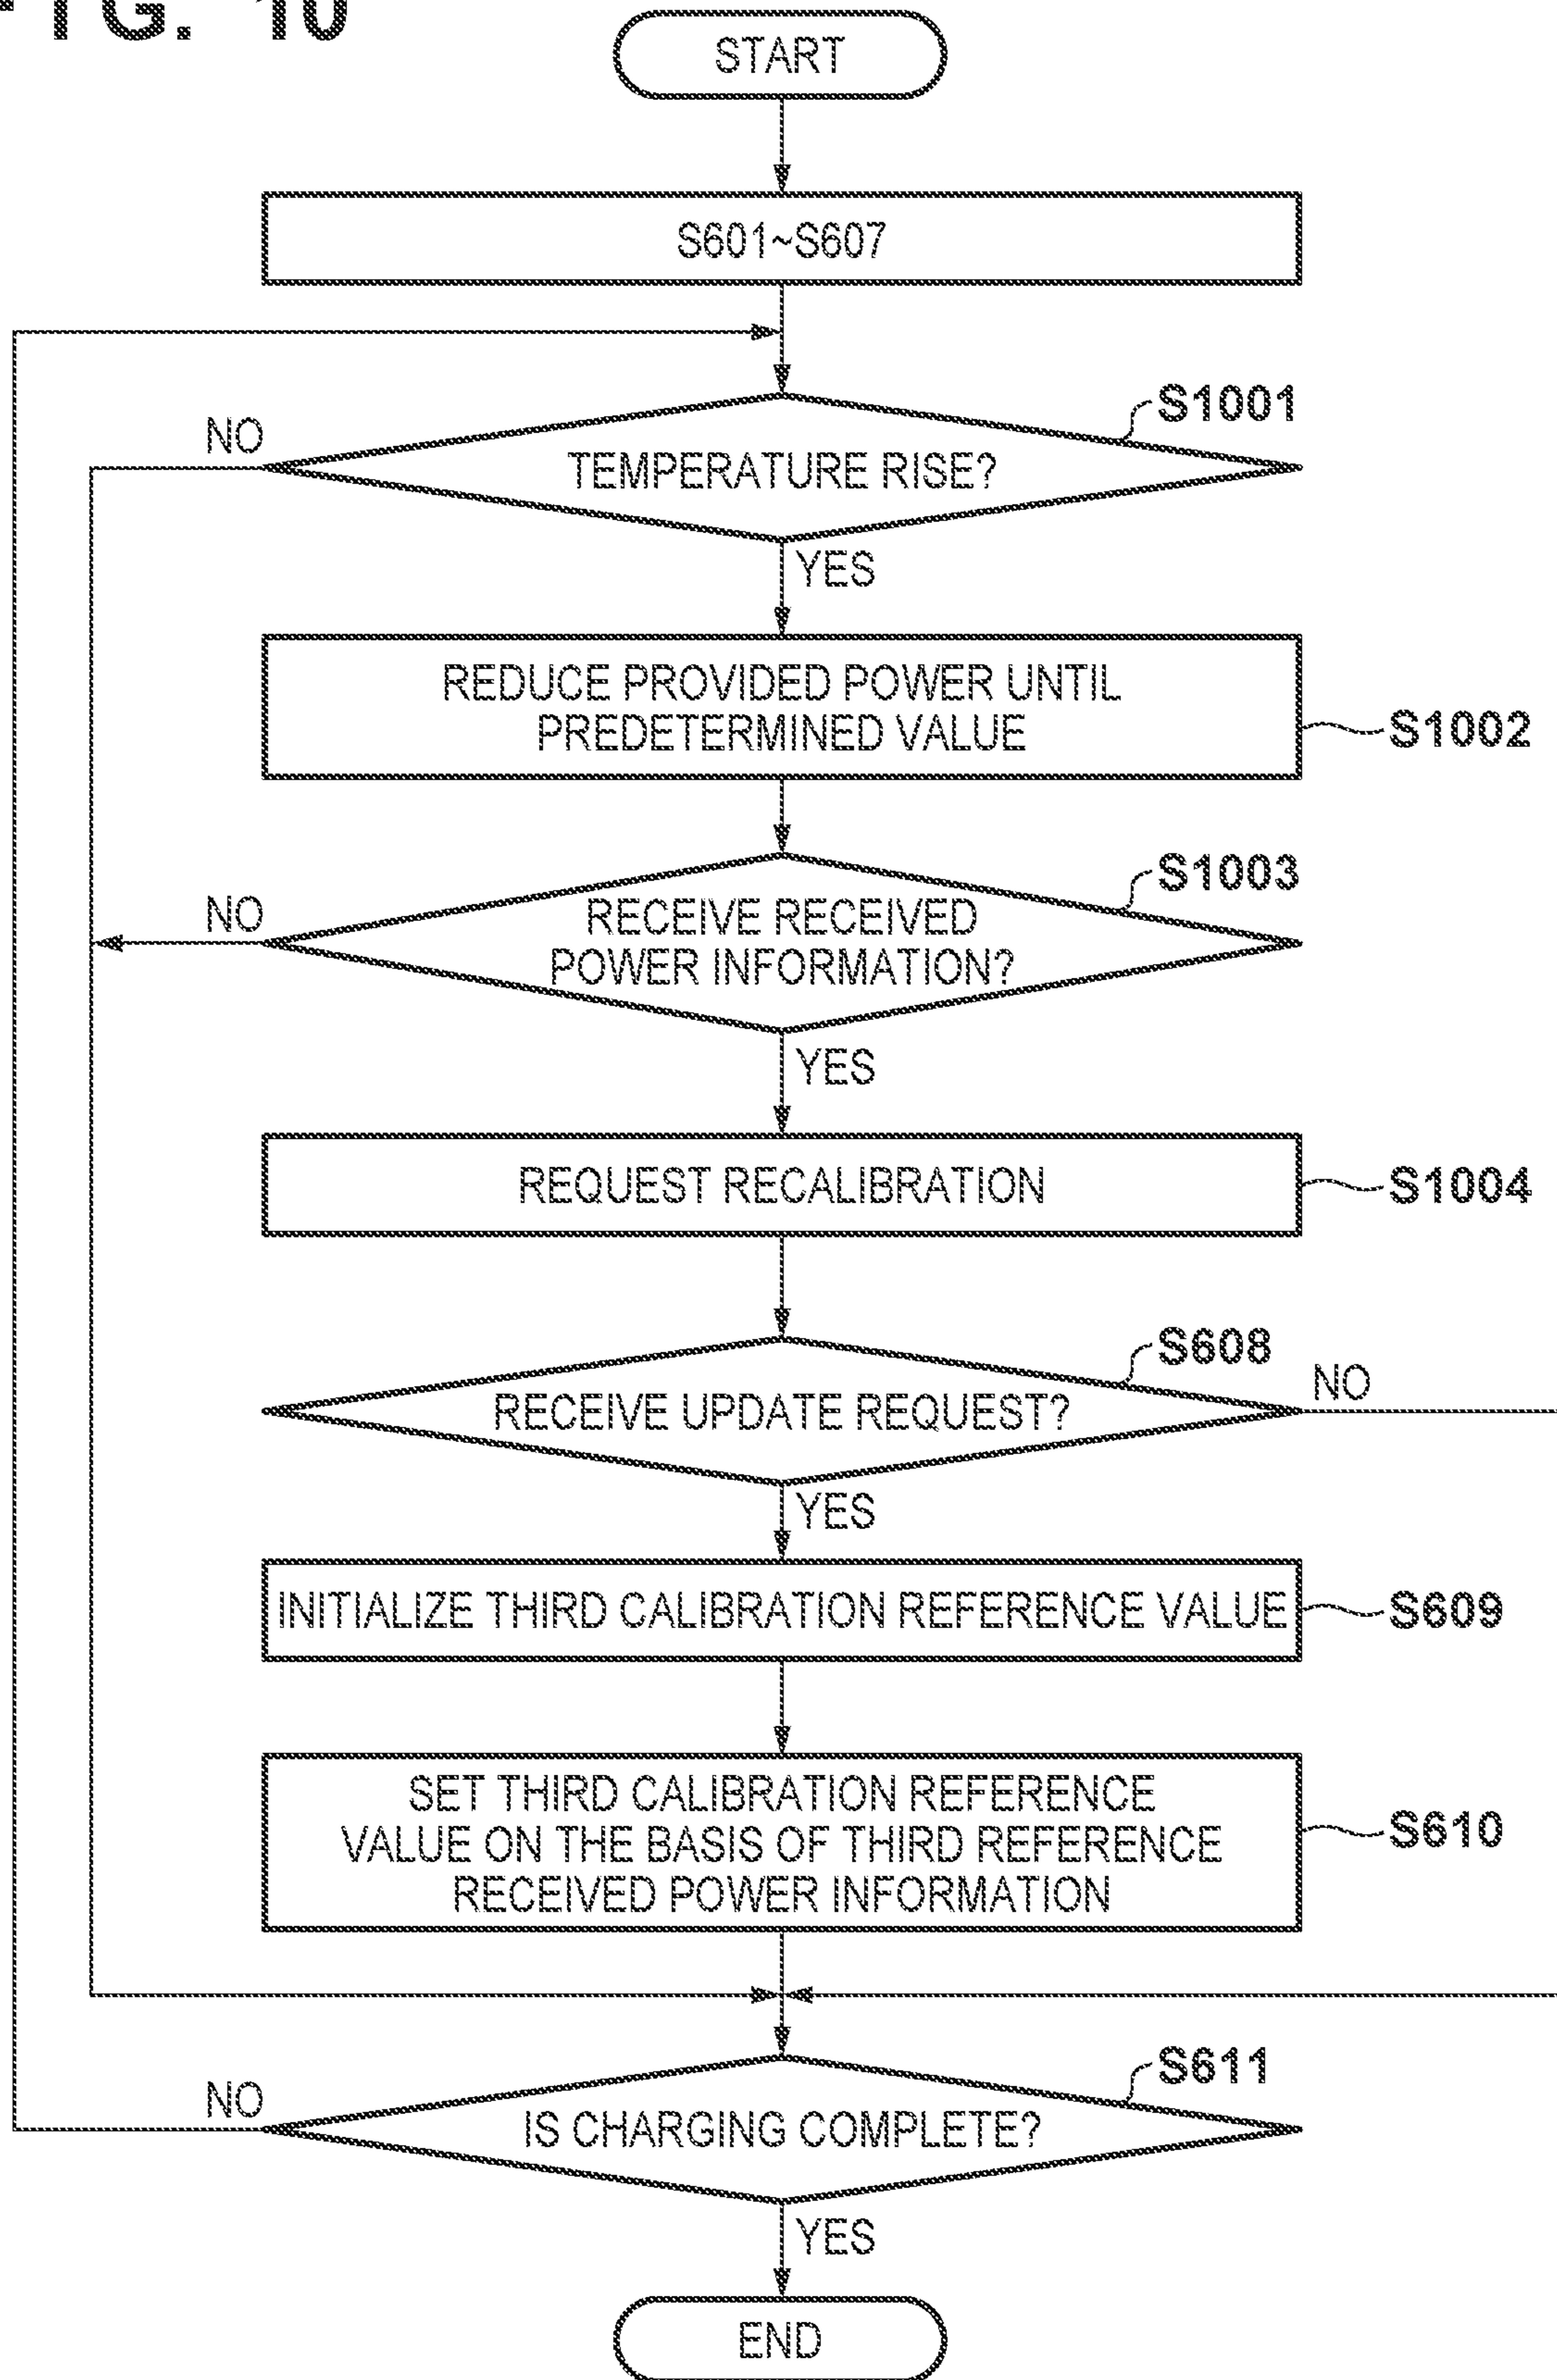 FIG. 10
START
S601~S607
S1001
NO
TEMPERATURE RISE?
YES
REDUCE PROVIDED POWER UNTIL
PREDETERMINED VALUE
S1002
S1003
NO
RECEIVE RECEIVED
POWER INFORMATION?
YES
REQUEST RECALIBRATION
S1004
S608
NO
RECEIVE UPDATE REQUEST?
YES
INITIALIZE THIRD CALIBRATION REFERENCE VALUE
S609
SET THIRD CALIBRATION REFERENCE
VALUE ON THE BASIS OF THIRD REFERENCE
RECEIVED POWER INFORMATION
S610
S611
NO
IS CHARGING COMPLETE?
YES
END